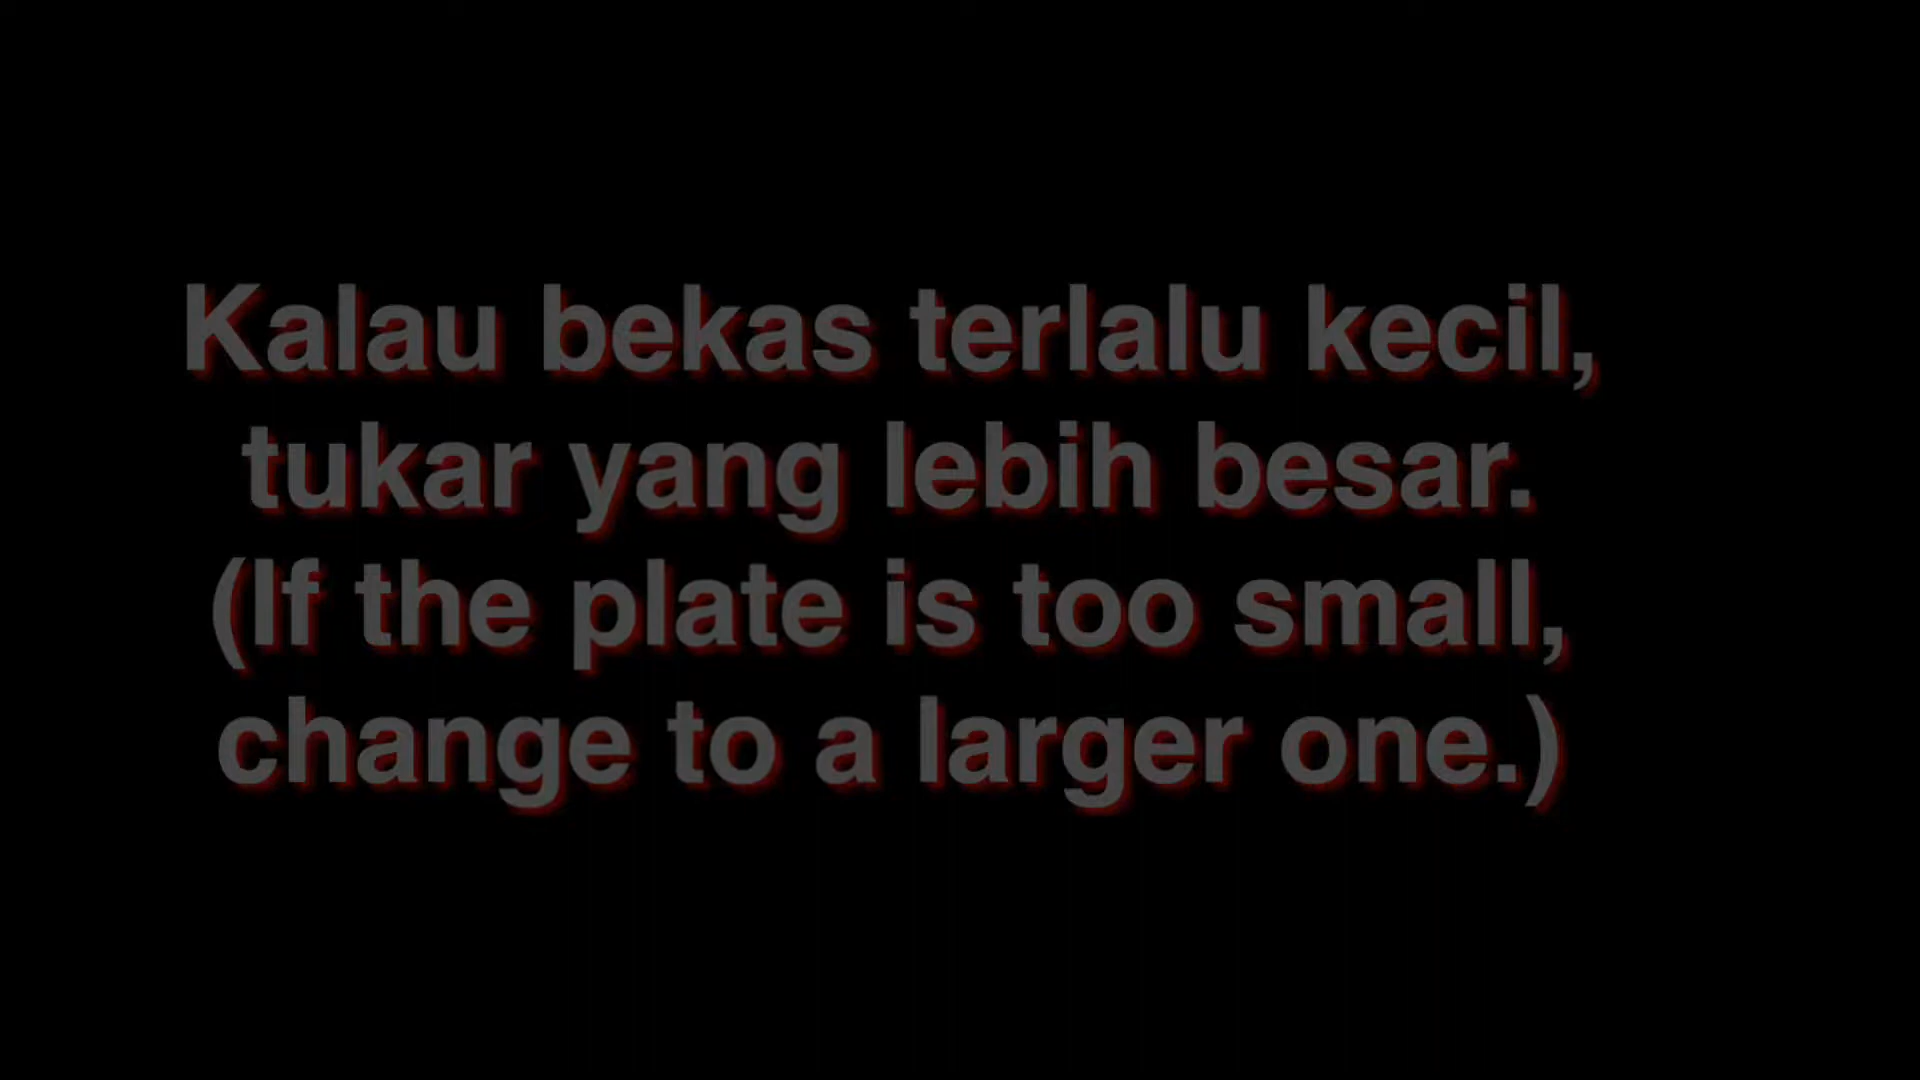 Kalau bekas terlalu kecil,
tukar yang lebih besar.
(If the plate is too small,
change to a larger one.)